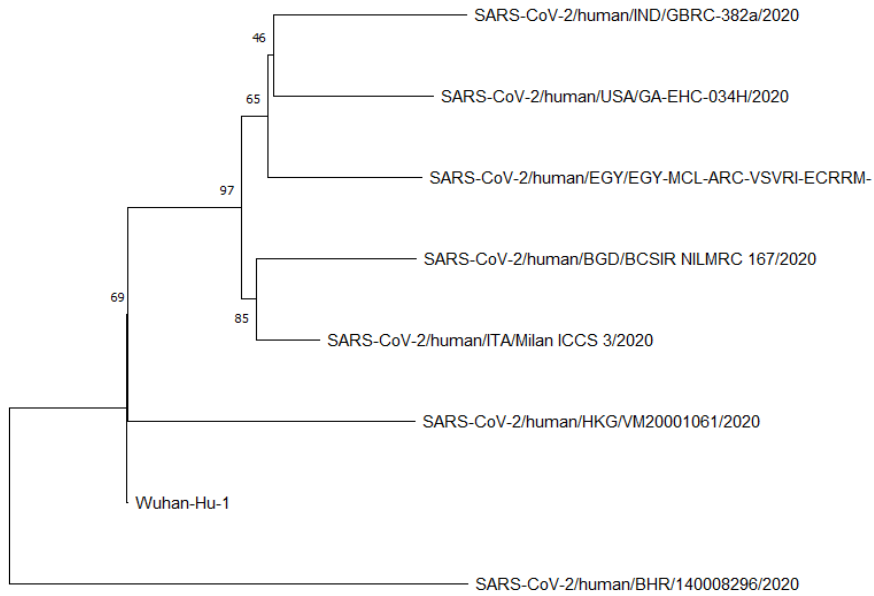 SARS-CoV-2/human/IND/GBRC-382a/2020
46
SARS-CoV-2/human/USA/GA-EHC-034H/2020
65
SARS-CoV-2/human/EGY/EGY-MCL-ARC-VSVRI-ECRRM-
97
SARS-CoV-2/human/BGD/BCSIR NILMRC 167/2020
69
85
SARS-CoV-2/human/ITA/Milan ICCS 3/2020
SARS-CoV-2/human/HKG/VM20001061/2020
Wuhan-Hu-1
SARS-CoV-2/human/BHR/140008296/2020